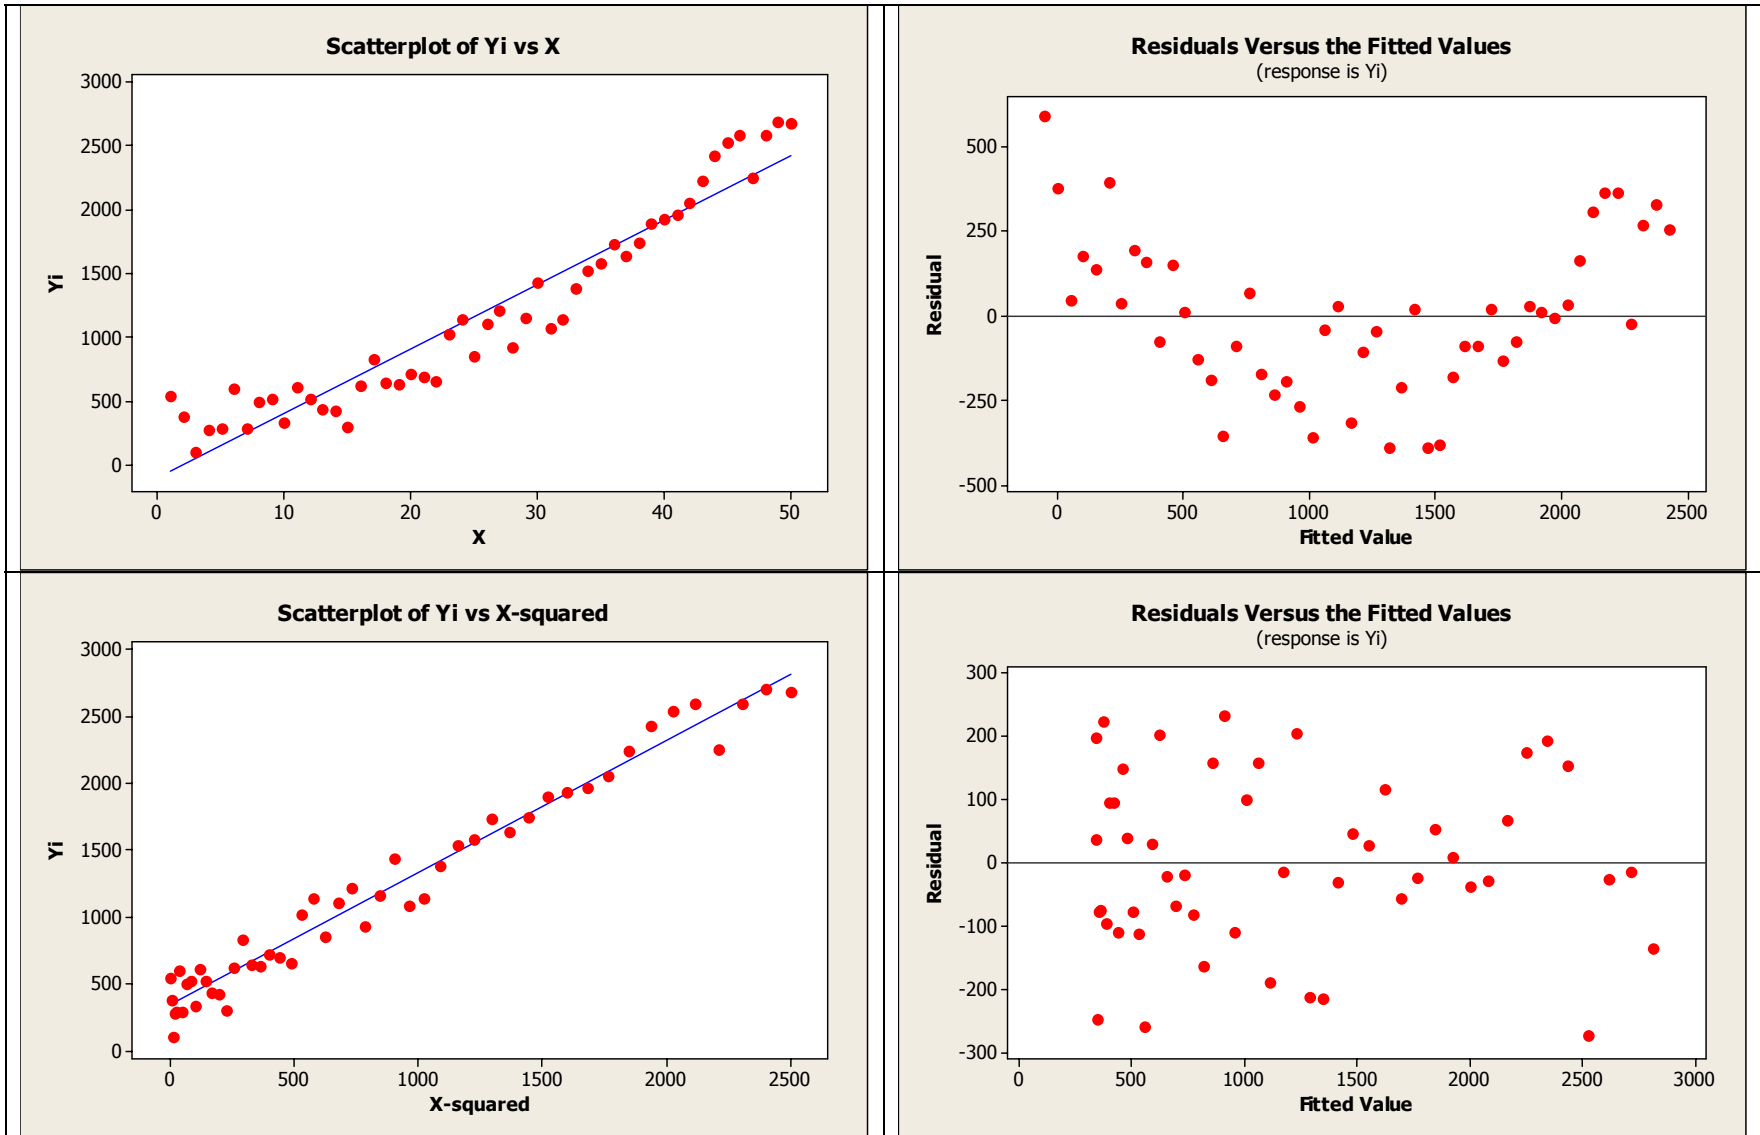 Scatterplot of Yi vs X
3000
2500
2000
1500
1000
500
0
Yi
0 10 20 30 40 50
X
Residuals Versus the Fitted Values
(response is Yi)
500
250
0
-250
-500
Residual
0 500 1000 1500 2000 2500
Fitted Value
Scatterplot of Yi vs X-squared
3000
2500
2000
1500
1000
500
0
Yi
0 500 1000 1500 2000 2500
X-squared
Residuals Versus the Fitted Values
(response is Yi)
300
200
100
0
-100
-200
-300
Residual
0 500 1000 1500 2000 2500 3000
Fitted Value